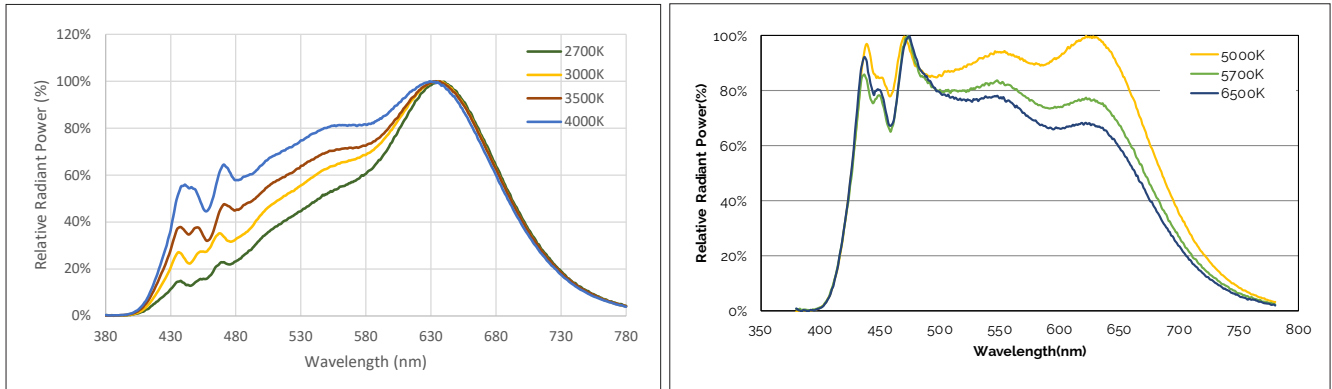 120%
100%
80%
60%
40%
20%
0%
Relative Radiant Power (%)
2700K
3000K
3500K
4000K
380 430 480 530 580 630 680 730 780
Wavelength (nm)
100%
80%
60%
40%
20%
0%
Relative Radiant Power(%)
5000K
5700K
6500K
350 400 450 500 550 600 650 700 750 800
Wavelength(nm)